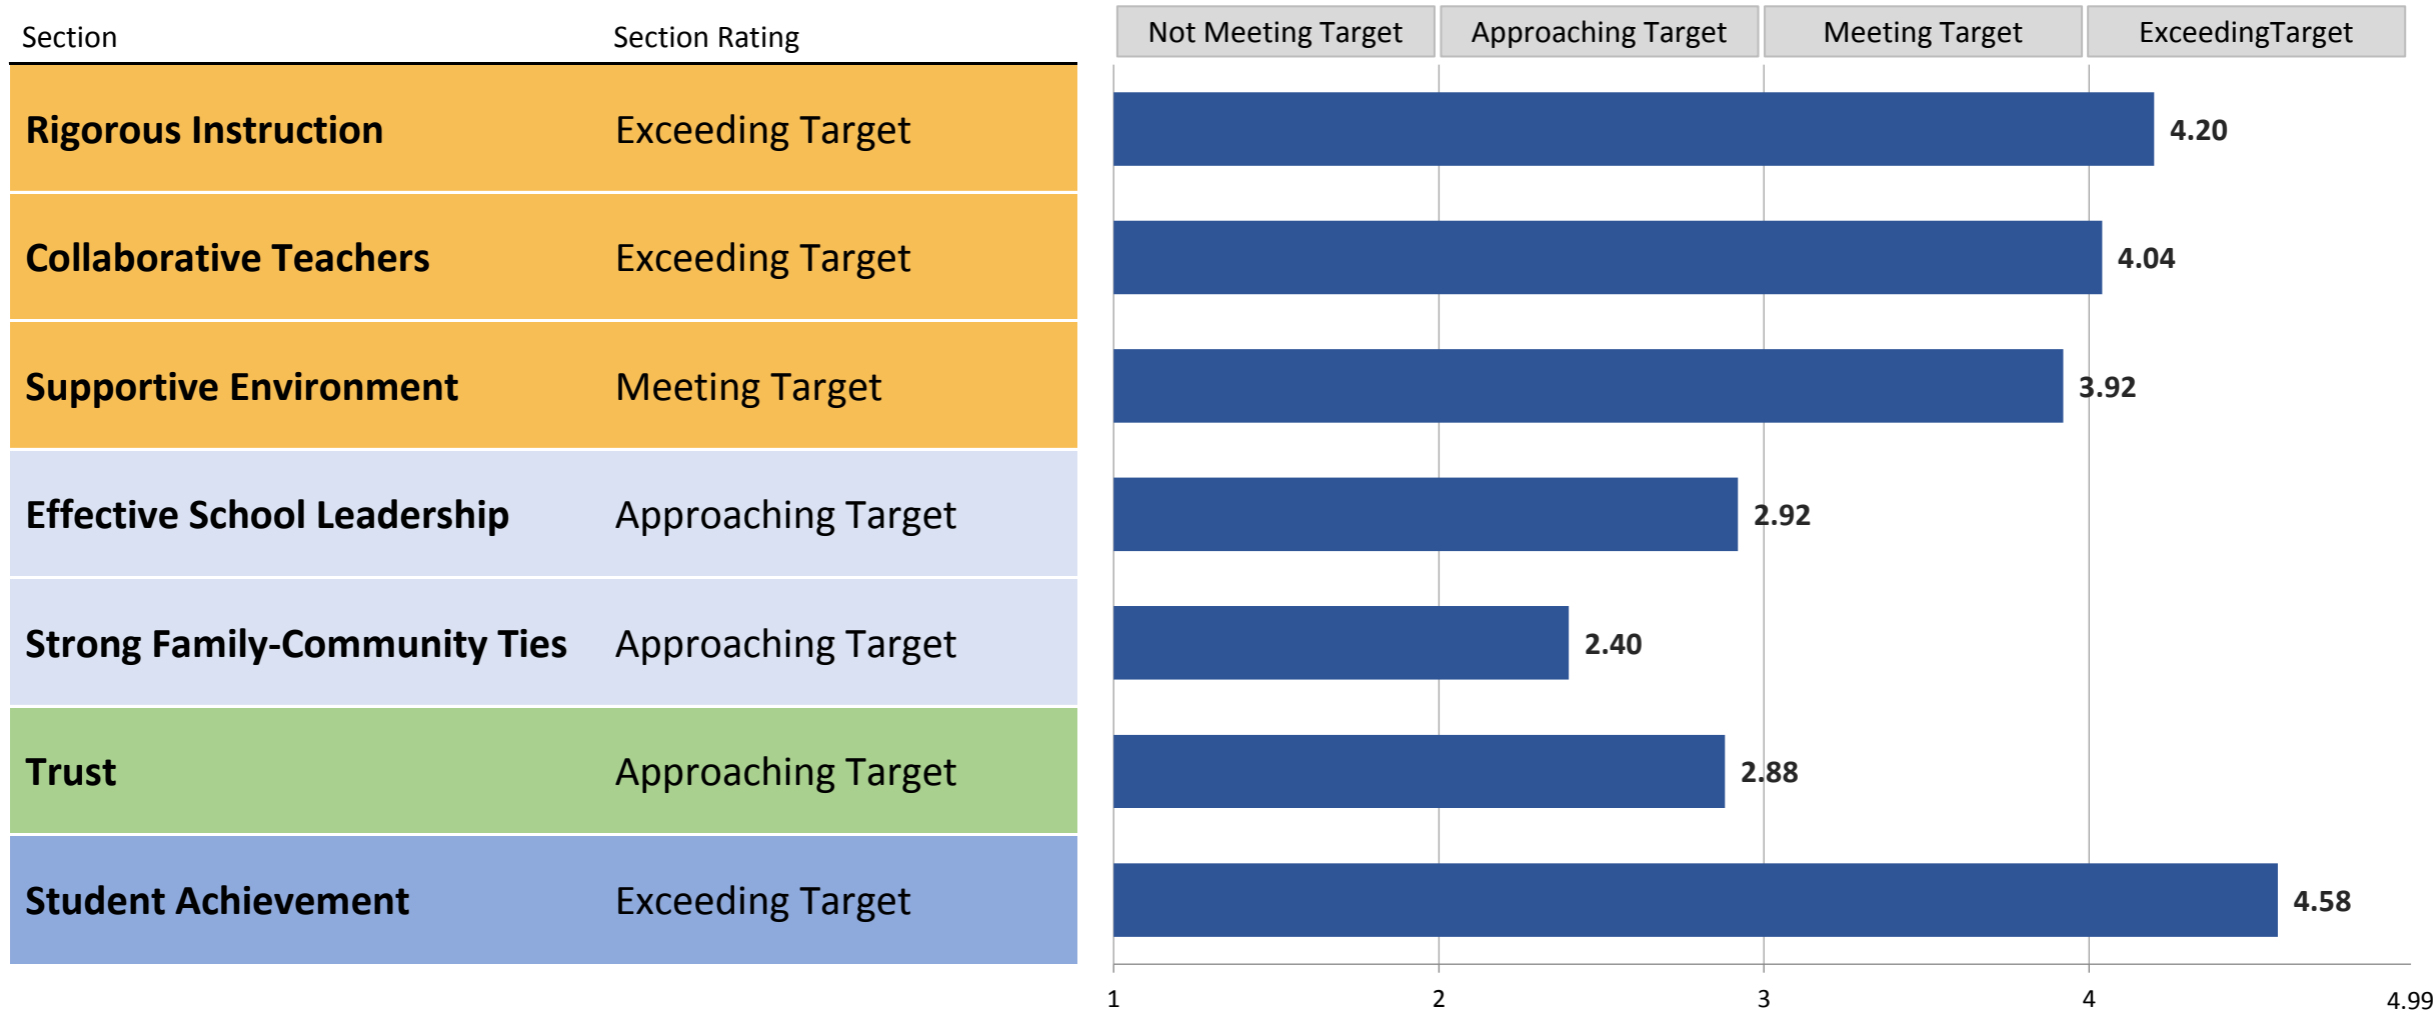 Section Section Rating Not Meeting Target Approaching Target Meeting Target ExceedingTarget
Rigorous Instruction Exceeding Target 4.20
Collaborative Teachers Exceeding Target 4.04
Supportive Environment Meeting Target 3.92
Effective School Leadership Approaching Target 2.92
Strong Family-Community Ties Approaching Target 2.40
Trust Approaching Target 2.88
Student Achievement Exceeding Target 4.58
1 2 3 4 4.99